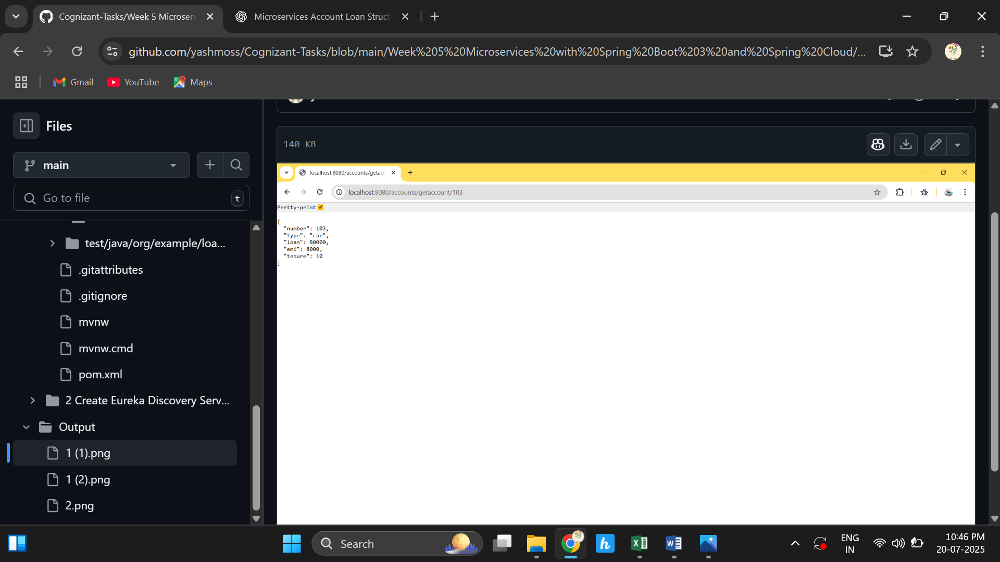 Cognizant-Tasks/Week 5 Microser
Microservices Account Loan Struct
github.com/yashmoss/Cognizant-Tasks/blob/main/Week%205%20Microservices%20with%20Spring%20Boot%203%20and%20Spring%20Cloud/...
Gmail
YouTube
Maps
Files
main
Go to file
t
test/java/org/example/loa...
.gitattributes
.gitignore
mvnw
mvnw.cmd
pom.xml
2 Create Eureka Discovery Serv...
Output
1 (1).png
1 (2).png
2.png
140 KB
localhost:8080/accounts/getacc
localhost:8080/accounts/getaccount/103
Pretty-print
{
"number": 103,
"type": "car",
"loan": 80000,
"emi": 8000,
"tenure": 10
}
Search
ENG
IN
10:46 PM
20-07-2025